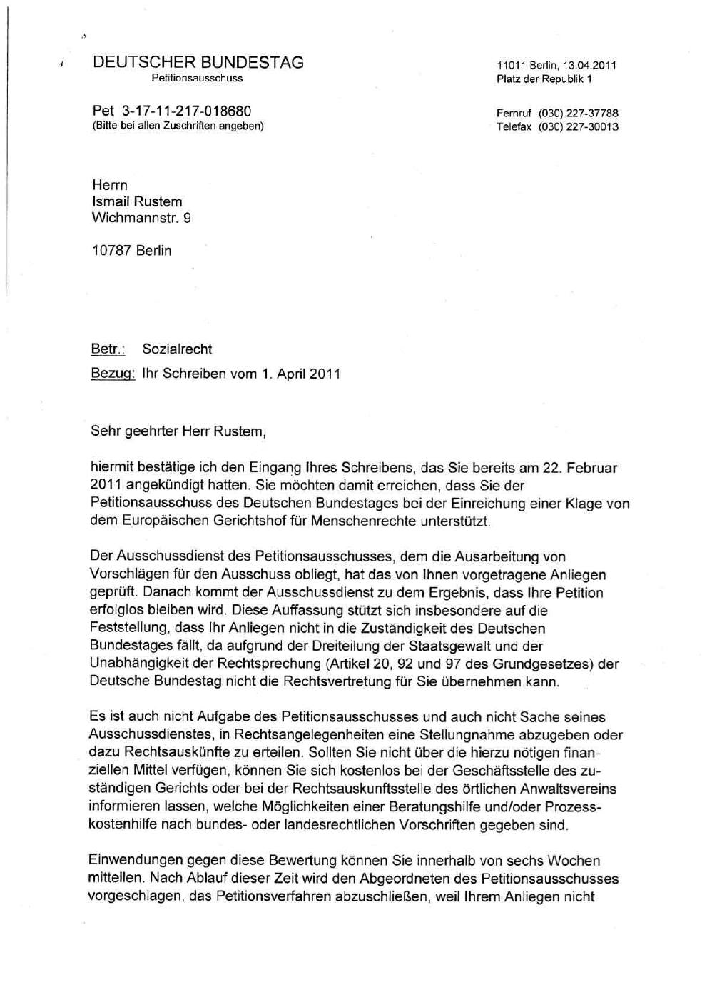 DEUTSCHER BUNDESTAG
Petitionsausschuss
11011 Berlin, 13.04.2011
Platz der Republik 1
Pet 3-17-11-217-018680
(Bitte bei allen Zuschriften angeben)
Fernruf (030) 227-37788
Telefax (030) 227-30013
Herrn
Ismail Rustem
Wichmannstr. 9
10787 Berlin
Betr.: Sozialrecht
Bezug: Ihr Schreiben vom 1. April 2011
Sehr geehrter Herr Rustem,
hiermit bestätige ich den Eingang Ihres Schreibens, das Sie bereits am 22. Februar
2011 angekündigt hatten. Sie möchten damit erreichen, dass Sie der
Petitionsausschuss des Deutschen Bundestages bei der Einreichung einer Klage von
dem Europäischen Gerichtshof für Menschenrechte unterstützt.
Der Ausschussdienst des Petitionsausschusses, dem die Ausarbeitung von
Vorschlägen für den Ausschuss obliegt, hat das von Ihnen vorgetragene Anliegen
geprüft. Danach kommt der Ausschussdienst zu dem Ergebnis, dass Ihre Petition
erfolglos bleiben wird. Diese Auffassung stützt sich insbesondere auf die
Feststellung, dass Ihr Anliegen nicht in die Zuständigkeit des Deutschen
Bundestages fällt, da aufgrund der Dreiteilung der Staatsgewalt und der
Unabhängigkeit der Rechtsprechung (Artikel 20, 92 und 97 des Grundgesetzes) der
Deutsche Bundestag nicht die Rechtsvertretung für Sie übernehmen kann.
Es ist auch nicht Aufgabe des Petitionsausschusses und auch nicht Sache seines
Ausschussdienstes, in Rechtsangelegenheiten eine Stellungnahme abzugeben oder
dazu Rechtsauskünfte zu erteilen. Sollten Sie nicht über die hierzu nötigen finan-
ziellen Mittel verfügen, können Sie sich kostenlos bei der Geschäftsstelle des zu-
ständigen Gerichts oder bei der Rechtsauskunftsstelle des örtlichen Anwaltsvereins
informieren lassen, welche Möglichkeiten einer Beratungshilfe und/oder Prozess-
kostenhilfe nach bundes- oder landesrechtlichen Vorschriften gegeben sind.
Einwendungen gegen diese Bewertung können Sie innerhalb von sechs Wochen
mitteilen. Nach Ablauf dieser Zeit wird den Abgeordneten des Petitionsausschusses
vorgeschlagen, das Petitionsverfahren abzuschließen, weil Ihrem Anliegen nicht